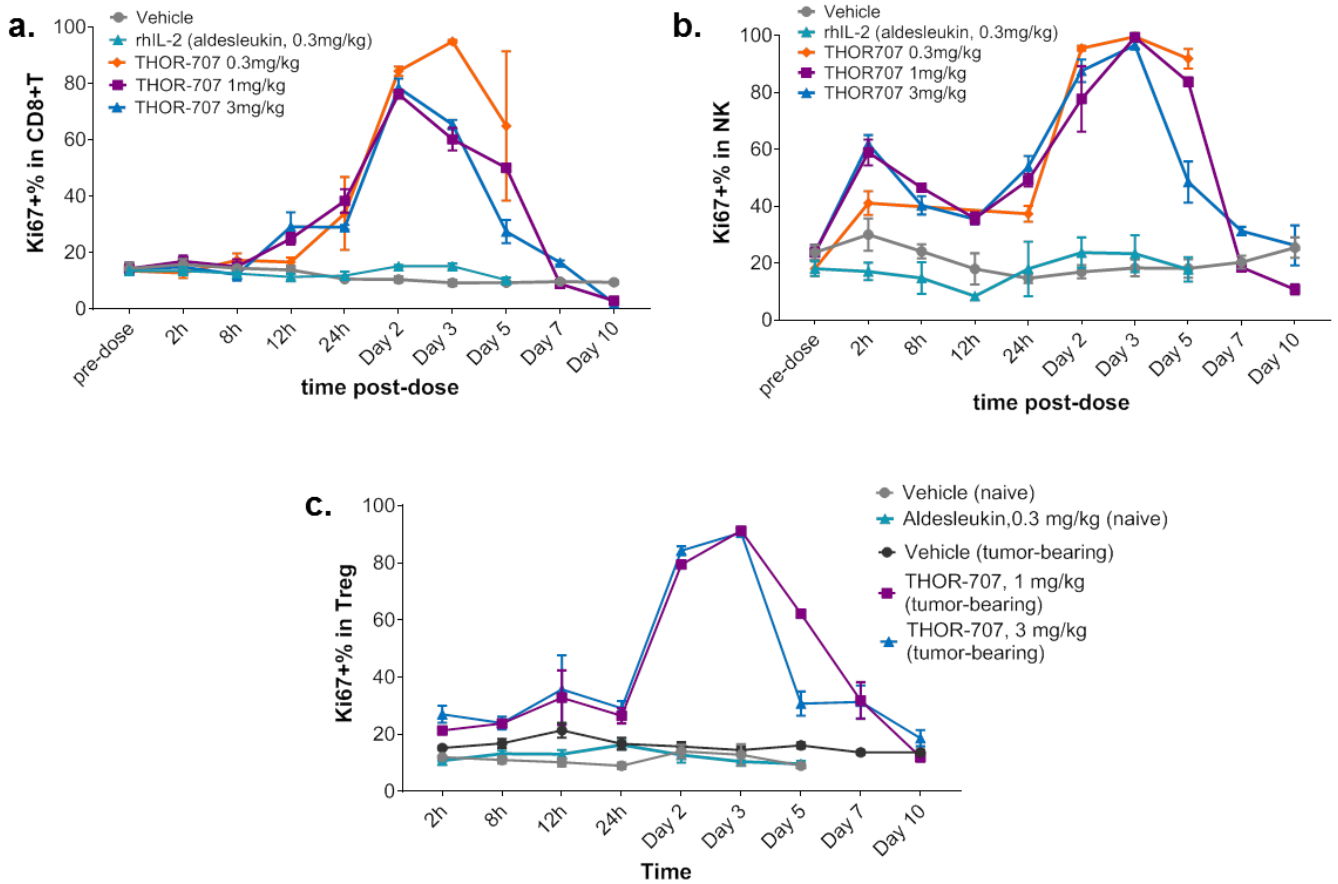 a.
Vehicle
rhIL-2 (aldesleukin, 0.3mg/kg)
THOR-707 0.3mg/kg
THOR-707 1mg/kg
THOR-707 3mg/kg
Ki67+% in CD8+T
100
80
60
40
20
0
pre-dose
2h
8h
12h
24h
Day 2
Day 3
Day 5
Day 7
Day 10
time post-dose
b.
Vehicle
rhIL-2 (aldesleukin, 0.3mg/kg)
THOR707 0.3mg/kg
THOR707 1mg/kg
THOR707 3mg/kg
Ki67+% in NK
100
80
60
40
20
0
pre-dose
2h
8h
12h
24h
Day 2
Day 3
Day 5
Day 7
Day 10
time post-dose
c.
Vehicle (naive)
Aldesleukin,0.3 mg/kg (naive)
Vehicle (tumor-bearing)
THOR-707, 1 mg/kg
(tumor-bearing)
THOR-707, 3 mg/kg
(tumor-bearing)
Ki67+% in Treg
100
80
60
40
20
0
2h
8h
12h
24h
Day 2
Day 3
Day 5
Day 7
Day 10
Time